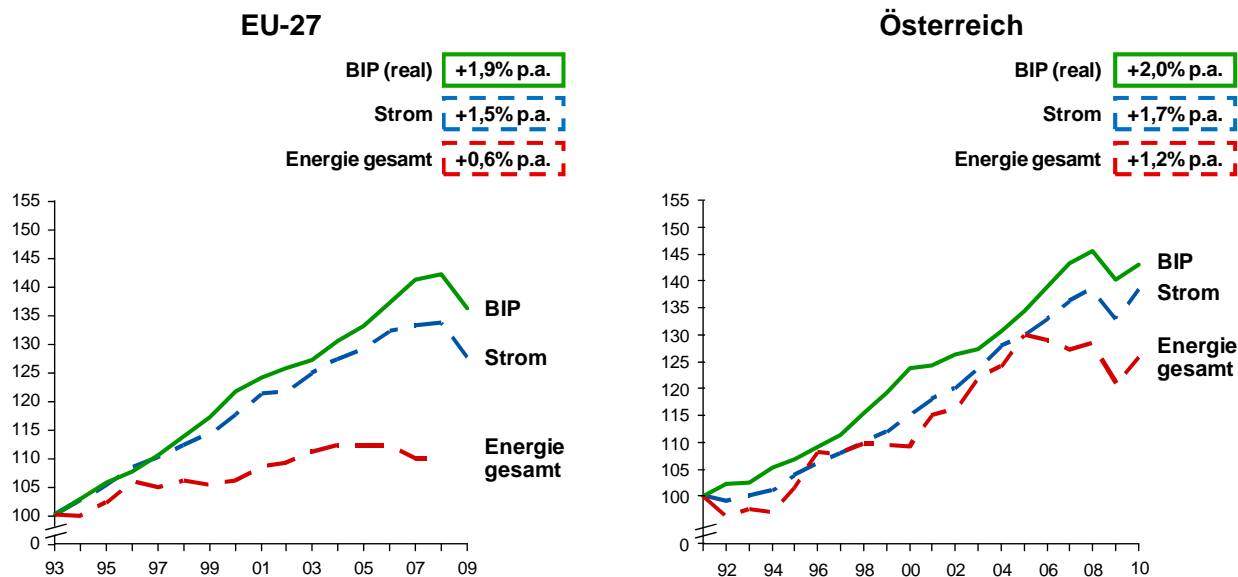 EU-27
BIP (real) +1,9% p.a.
Strom +1,5% p.a.
Energie gesamt +0,6% p.a.
155
150
145
140
135
130
125
120
115
110
105
100
0
93 95 97 99 01 03 05 07 09
BIP
Strom
Energie
gesamt
Österreich
BIP (real) +2,0% p.a.
Strom +1,7% p.a.
Energie gesamt +1,2% p.a.
155
150
145
140
135
130
125
120
115
110
105
100
0
92 94 96 98 00 02 04 06 08 10
BIP
Strom
Energie
gesamt